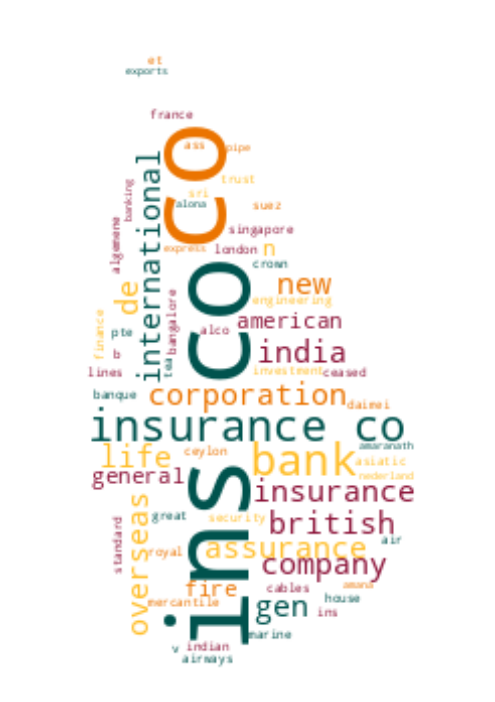 et
exports
france
co
ass
pipe
international
banking
trust
sri
suez
algemene
singapore
express
london
n
crown
ins co
new
de
engineering
bangalore
finance
pte
alco
american
india
tea
lines
investment
ceased
banque
corporation
daimei
insurance co
amaranath
life
ceylon
bank
asiatic
general
nederland
insurance
overseas
great
security
british
standard
royal
assurance
air
company
fire
cables
amana
mercantile
gen
house
ins
marine
v
indian
airways